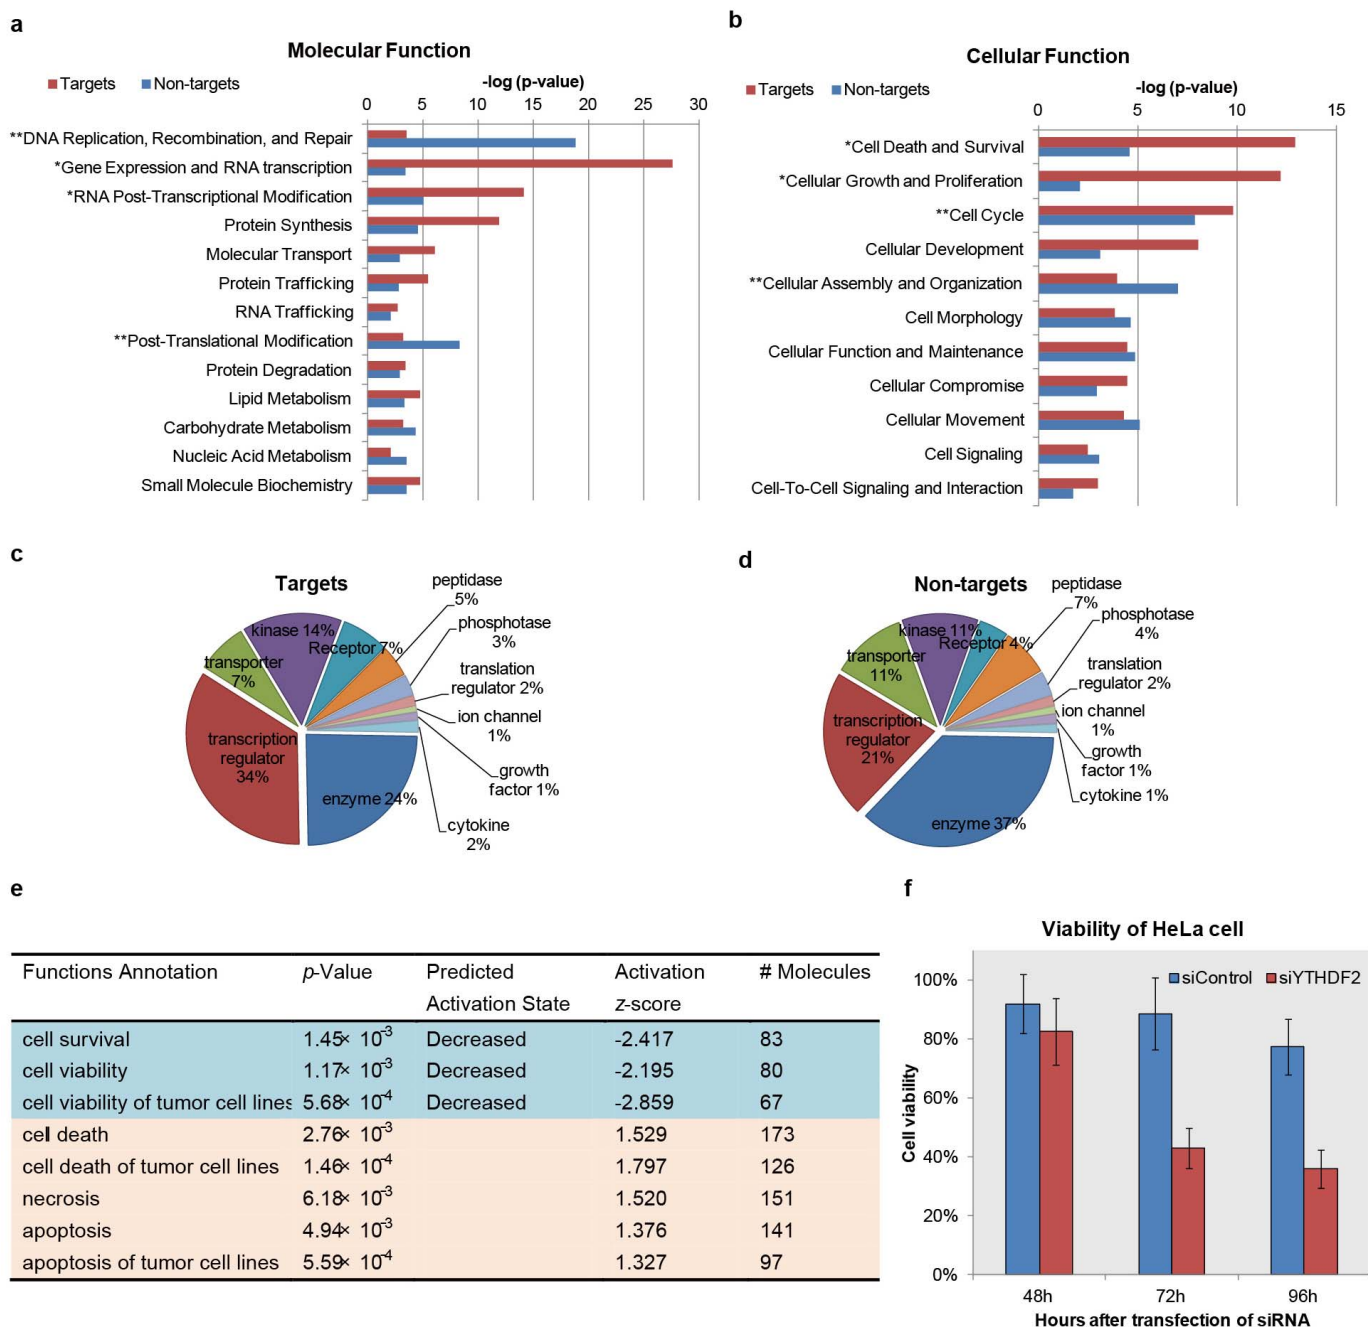 a
Molecular Function
Targets Non-targets
-log (p-value)
0 5 10 15 20 25 30
**DNA Replication, Recombination, and Repair
*Gene Expression and RNA transcription
*RNA Post-Transcriptional Modification
Protein Synthesis
Molecular Transport
Protein Trafficking
RNA Trafficking
**Post-Translational Modification
Protein Degradation
Lipid Metabolism
Carbohydrate Metabolism
Nucleic Acid Metabolism
Small Molecule Biochemistry
b
Cellular Function
Targets Non-targets
-log (p-value)
0 5 10 15
*Cell Death and Survival
*Cellular Growth and Proliferation
**Cell Cycle
Cellular Development
**Cellular Assembly and Organization
Cell Morphology
Cellular Function and Maintenance
Cellular Compromise
Cellular Movement
Cell Signaling
Cell-To-Cell Signaling and Interaction
c
Targets
peptidase
5%
phosphotase
3%
translation
regulator 2%
ion channel
1%
growth
factor 1%
cytokine
2%
enzyme 24%
transcription
regulator
34%
transporter
7%
kinase 14%
Receptor 7%
d
Non-targets
peptidase
7%
phosphotase
4%
translation
regulator 2%
ion channel
1%
growth
factor 1%
cytokine 1%
enzyme 37%
transcription
regulator
21%
transporter
11%
kinase 11%
Receptor 4%
e
Functions Annotation p-Value Predicted Activation # Molecules
Activation State z-score
cell survival 1.45× 10-3 Decreased -2.417 83
cell viability 1.17× 10-3 Decreased -2.195 80
cell viability of tumor cell lines 5.68× 10-4 Decreased -2.859 67
cell death 2.76× 10-3 1.529 173
cell death of tumor cell lines 1.46× 10-4 1.797 126
necrosis 6.18× 10-3 1.520 151
apoptosis 4.94× 10-3 1.376 141
apoptosis of tumor cell lines 5.59× 10-4 1.327 97
f
Viability of HeLa cell
siControl siYTHDF2
Cell viability
100%
80%
60%
40%
20%
0%
48h 72h 96h
Hours after transfection of siRNA